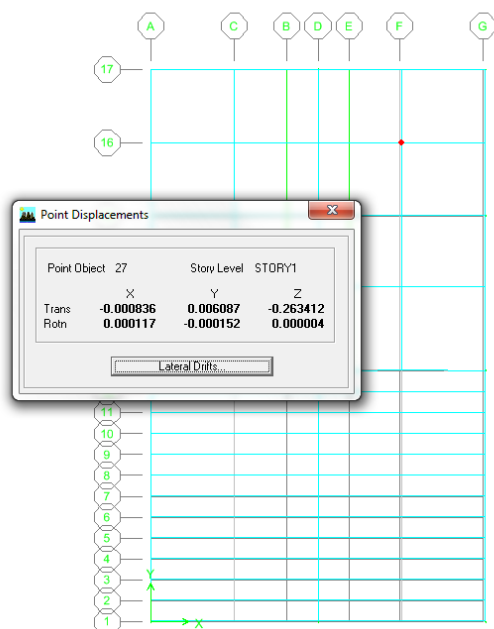 A C B D E F G
17
16
Point Displacements
Point Object 27 Story Level STORY1
X Y Z
Trans -0.000836 0.006087 -0.263412
Rotn 0.000117 -0.000152 0.000004
Lateral Drifts...
11
10
9
8
7
6
5
4
3 Y
2
1 X